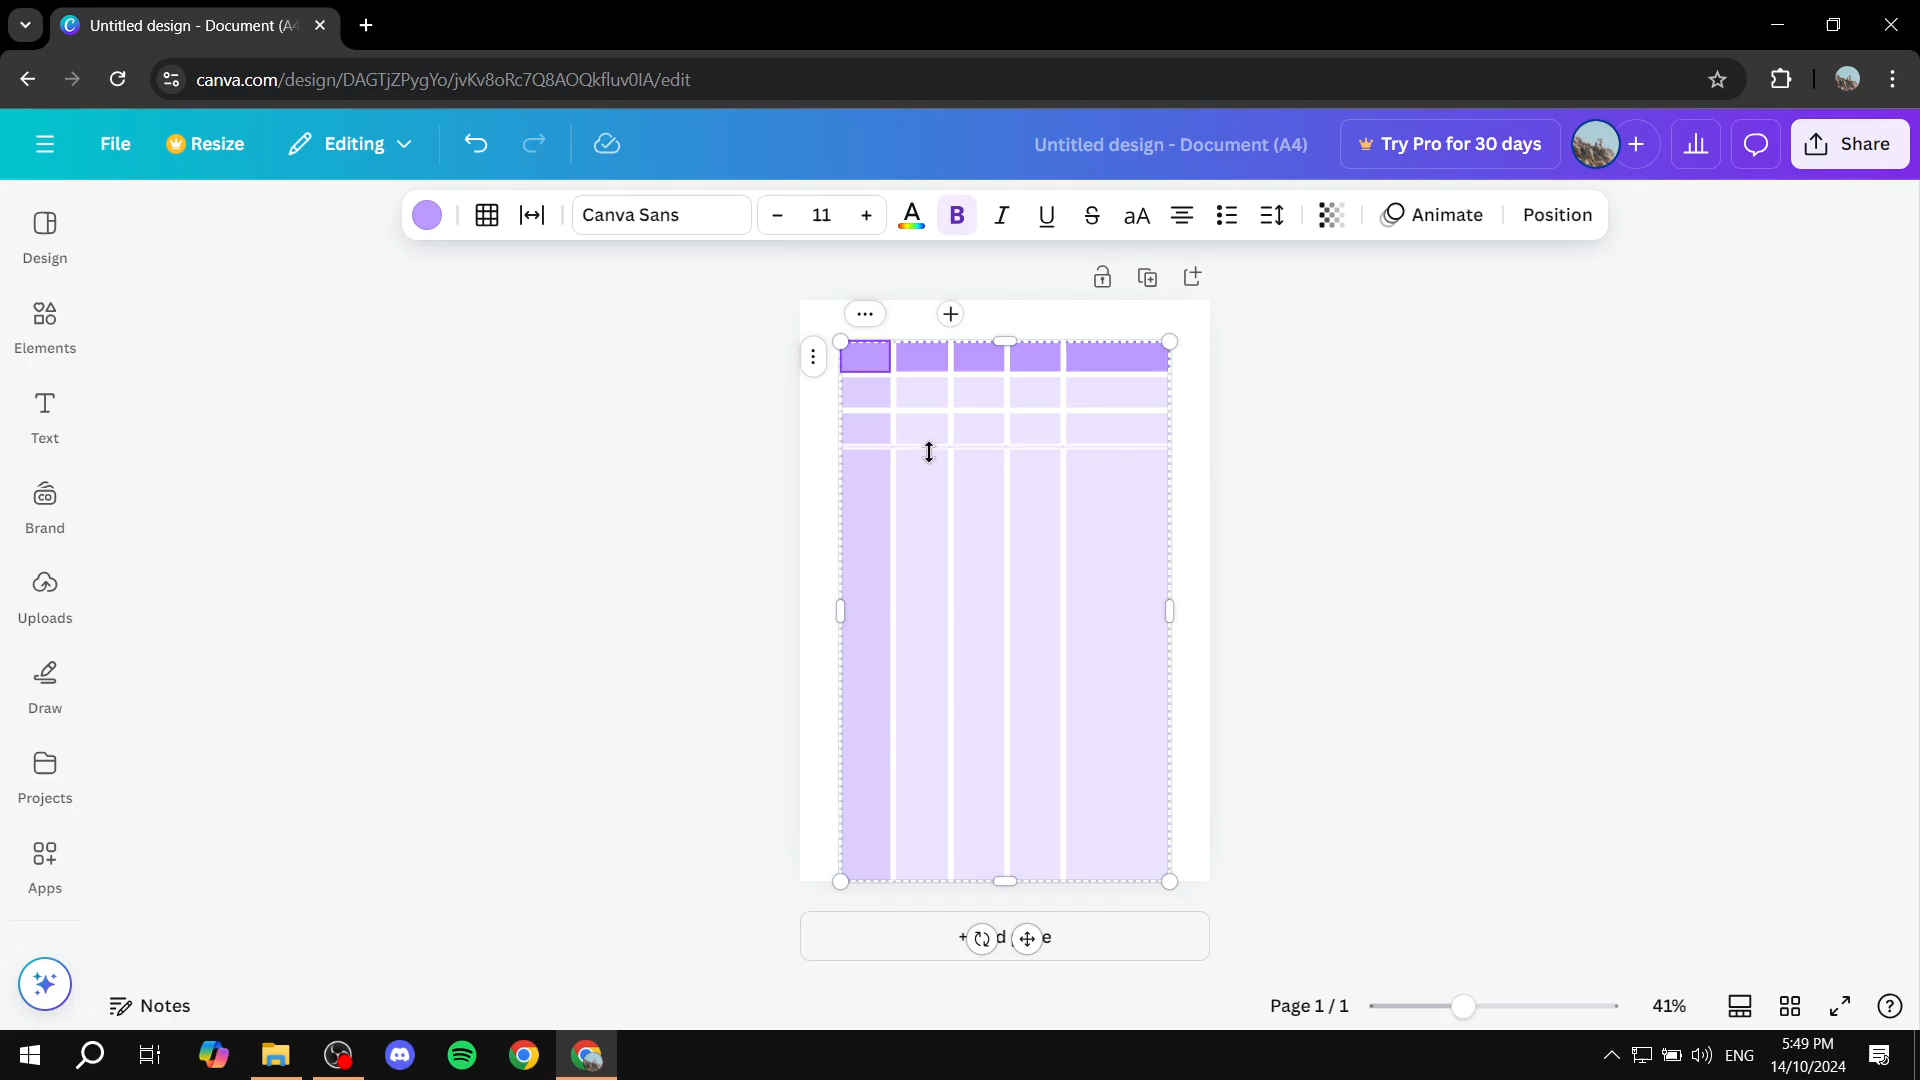 Untitled design - Document (A4
canva.com/design/DAGTjZPygYo/jvKv8oRc7Q8AOQkfluv0IA/edit
File Resize Editing Untitled design - Document (A4) Try Pro for 30 days Share
Canva Sans 11 B I U S aA Animate Position
Design
Elements
Text
Brand
Uploads
Draw
Projects
Apps
Notes
Page 1 / 1 41%
ENG
5:49 PM
14/10/2024